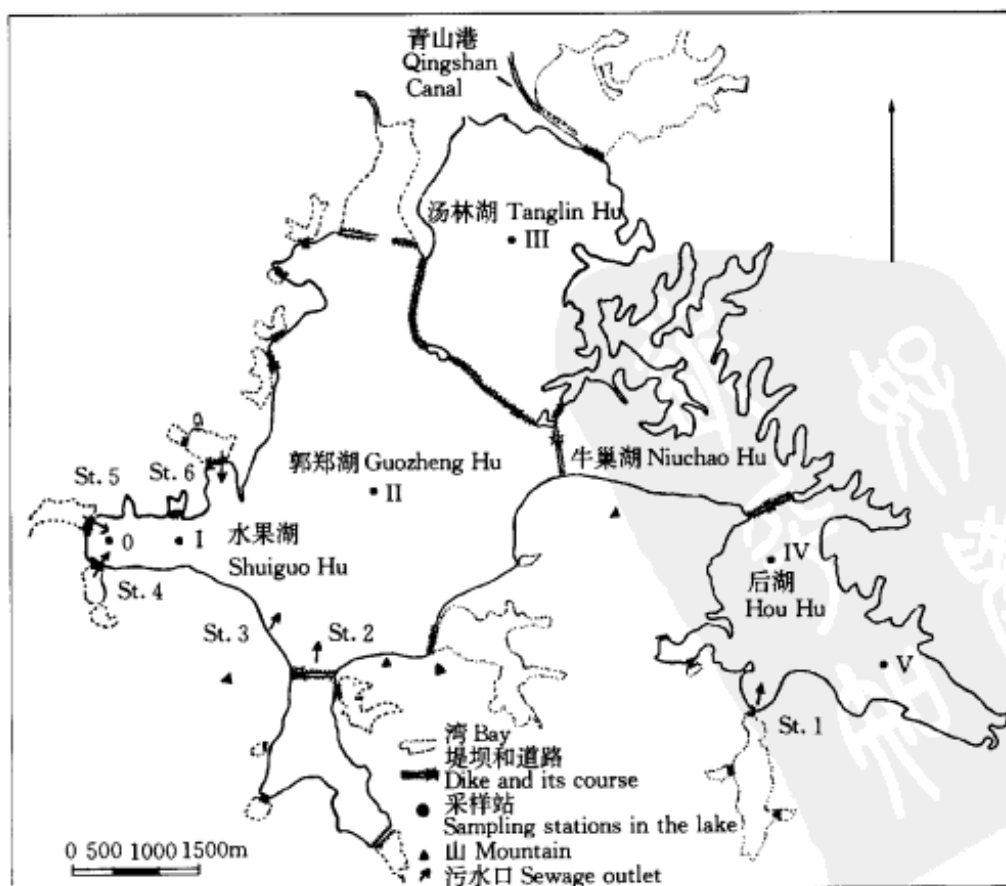 青山港
Qingshan
Canal
汤林湖 Tanglin Hu
III
郭郑湖 Guozheng Hu
II
牛巢湖 Niuchao Hu
St. 5
St. 6
0
I
水果湖
Shuiguo Hu
IV
后湖
Hou Hu
St. 4
St. 3
St. 2
V
St. 1
湾 Bay
堤坝和道路
Dike and its course
采样站
Sampling stations in the lake
山 Mountain
污水口 Sewage outlet
0 500 1000 1500m